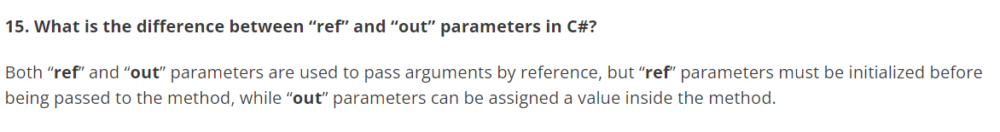 15. What is the difference between “ref” and “out” parameters in C#?
Both “ref” and “out” parameters are used to pass arguments by reference, but “ref” parameters must be initialized before
being passed to the method, while “out” parameters can be assigned a value inside the method.